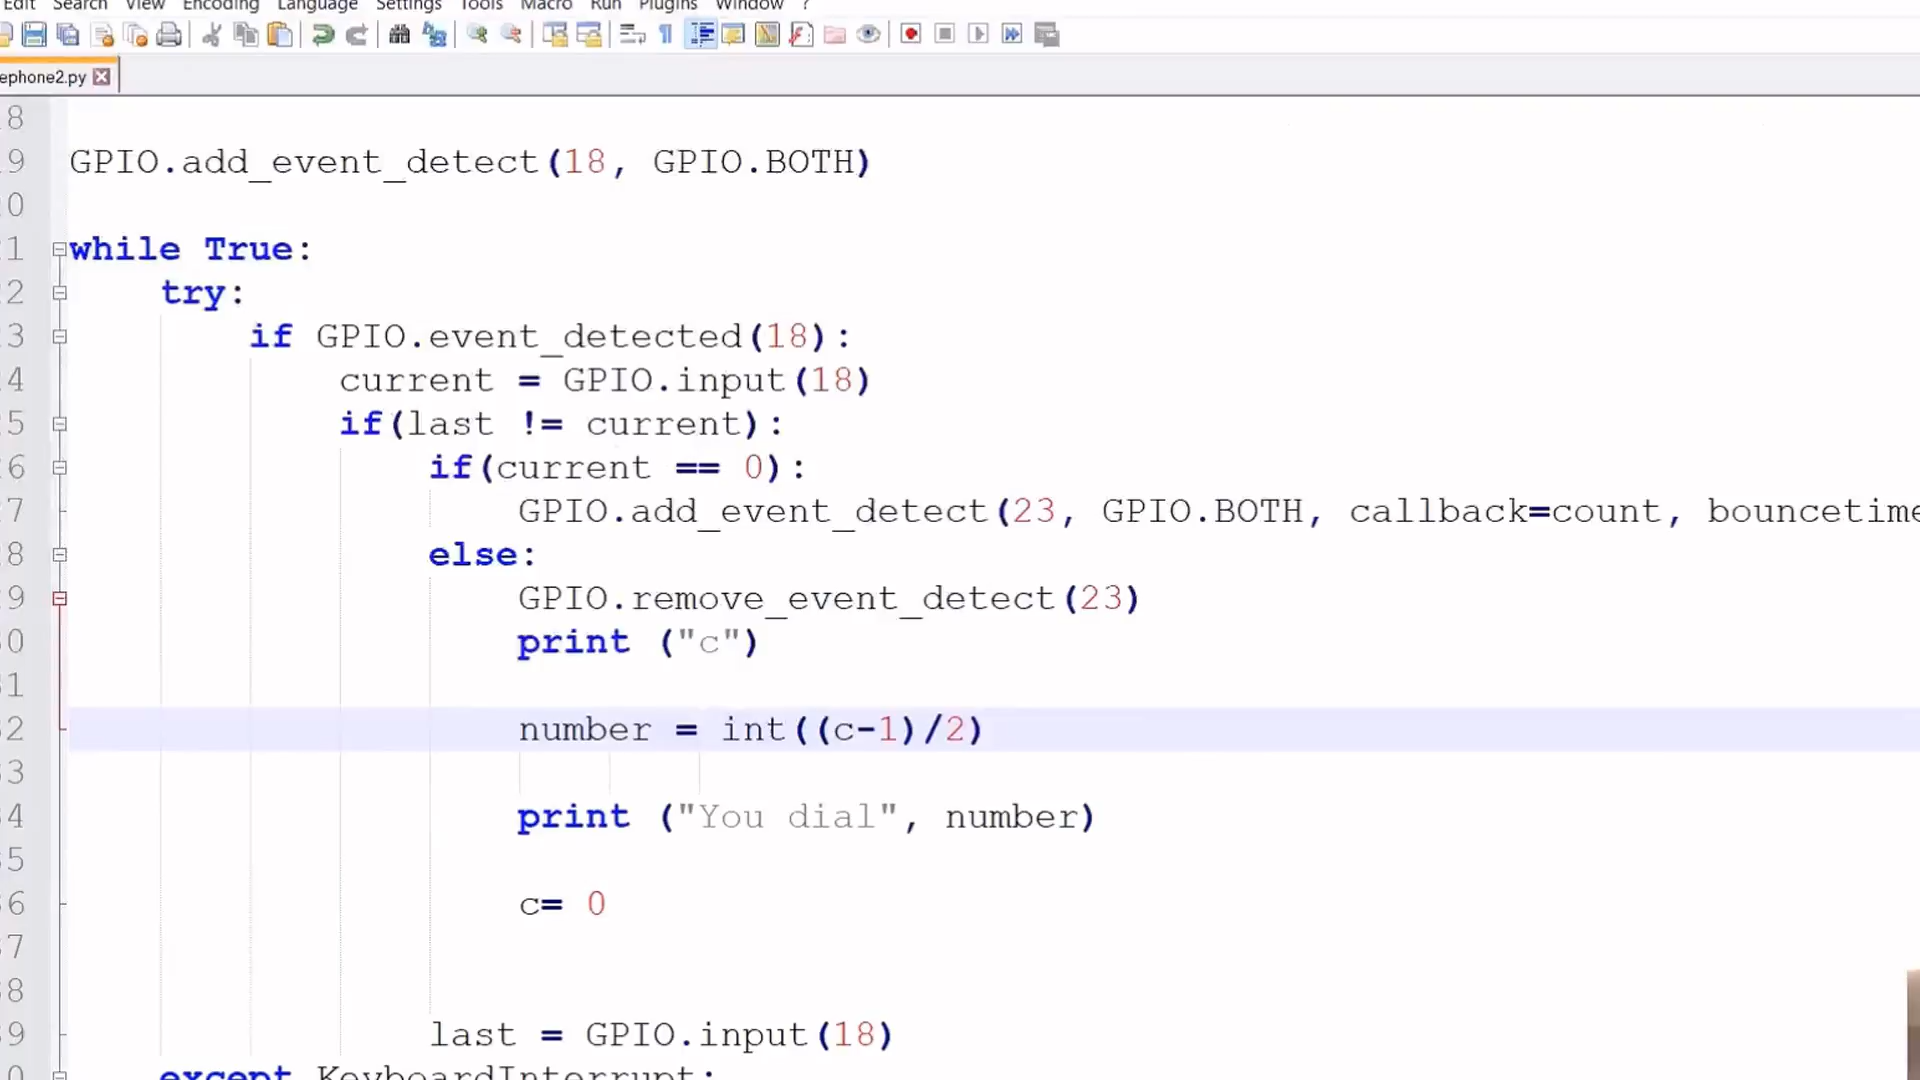 Edit Search View Encoding Language Settings Tools Macro Run Plugins Window ?
ephone2.py
8
9 GPIO.add_event_detect(18, GPIO.BOTH)
0
1 while True:
2 try:
3 if GPIO.event_detected(18):
4 current = GPIO.input(18)
5 if(last != current):
6 if(current == 0):
7 GPIO.add_event_detect(23, GPIO.BOTH, callback=count, bouncetime
8 else:
9 GPIO.remove_event_detect(23)
0 print ("c")
1
2 number = int((c-1)/2)
3
4 print ("You dial", number)
5
6 c= 0
7
8
9 last = GPIO.input(18)
0 except KeyboardInterrupt: